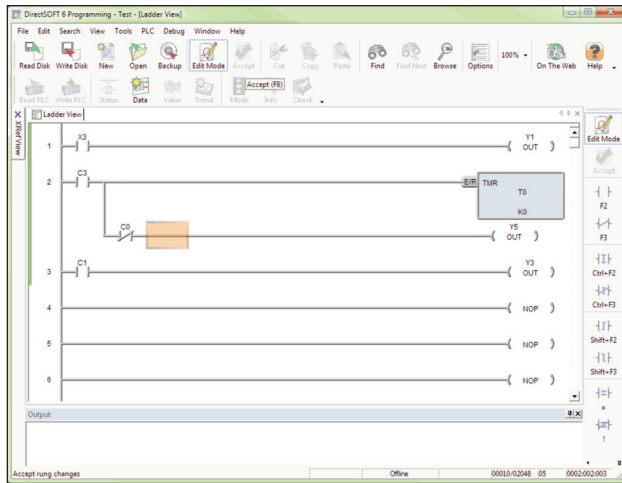 DirectSOFT 6 Programming - Test - [Ladder View]
File Edit Search View Tools PLC Debug Window Help
Read Disk Write Disk New Open Backup Edit Mode Accept Cut Copy Paste Find Find Next Browse Options 100% On The Web Help
Read PLC Write PLC Status Data Value Trend Mode Info Check
Accept (F8)
XRef View
Ladder View
1 X3 Y1 OUT
2 C3 E/R TMR T0 K0
C0 Y5 OUT
3 C1 Y3 OUT
4 NOP
5 NOP
6 NOP
Edit Mode
Accept
F2
F3
Ctrl+F2
Ctrl+F3
Shift+F2
Shift+F3
=
!
Output
Accept rung changes Offline 00010/02048 05 0002:002:003